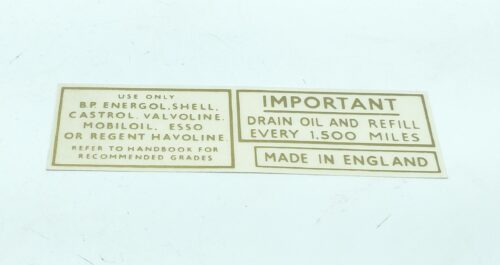 USE ONLY
B.P. ENERGOL, SHELL,
CASTROL, VALVOLINE,
MOBILOIL, ESSO
OR REGENT HAVOLINE
REFER TO HANDBOOK FOR
RECOMMENDED GRADES
IMPORTANT
DRAIN OIL AND REFILL
EVERY 1,500 MILES
MADE IN ENGLAND